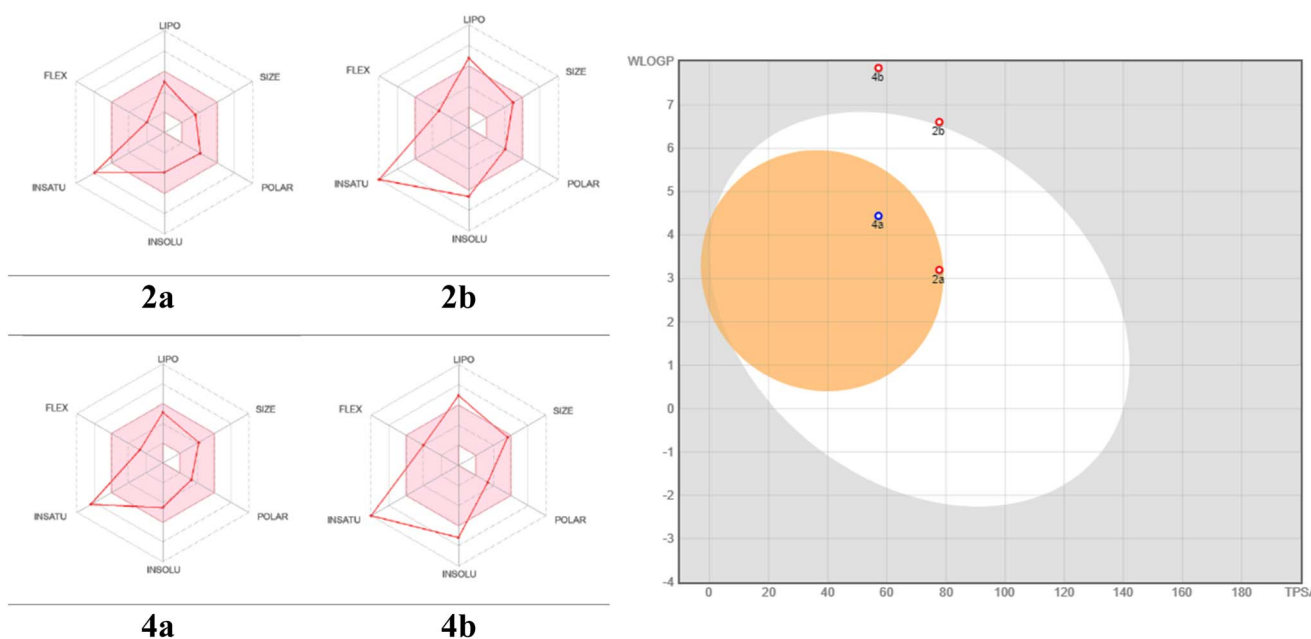 LIPO
FLEX
SIZE
INSATU
POLAR
INSOLU
2a
LIPO
FLEX
SIZE
INSATU
POLAR
INSOLU
2b
LIPO
FLEX
SIZE
INSATU
POLAR
INSOLU
4a
LIPO
FLEX
SIZE
INSATU
POLAR
INSOLU
4b
WLOGP
7
6
5
4
3
2
1
0
-1
-2
-3
-4
4b
2b
4a
2a
0 20 40 60 80 100 120 140 160 180 TPSA